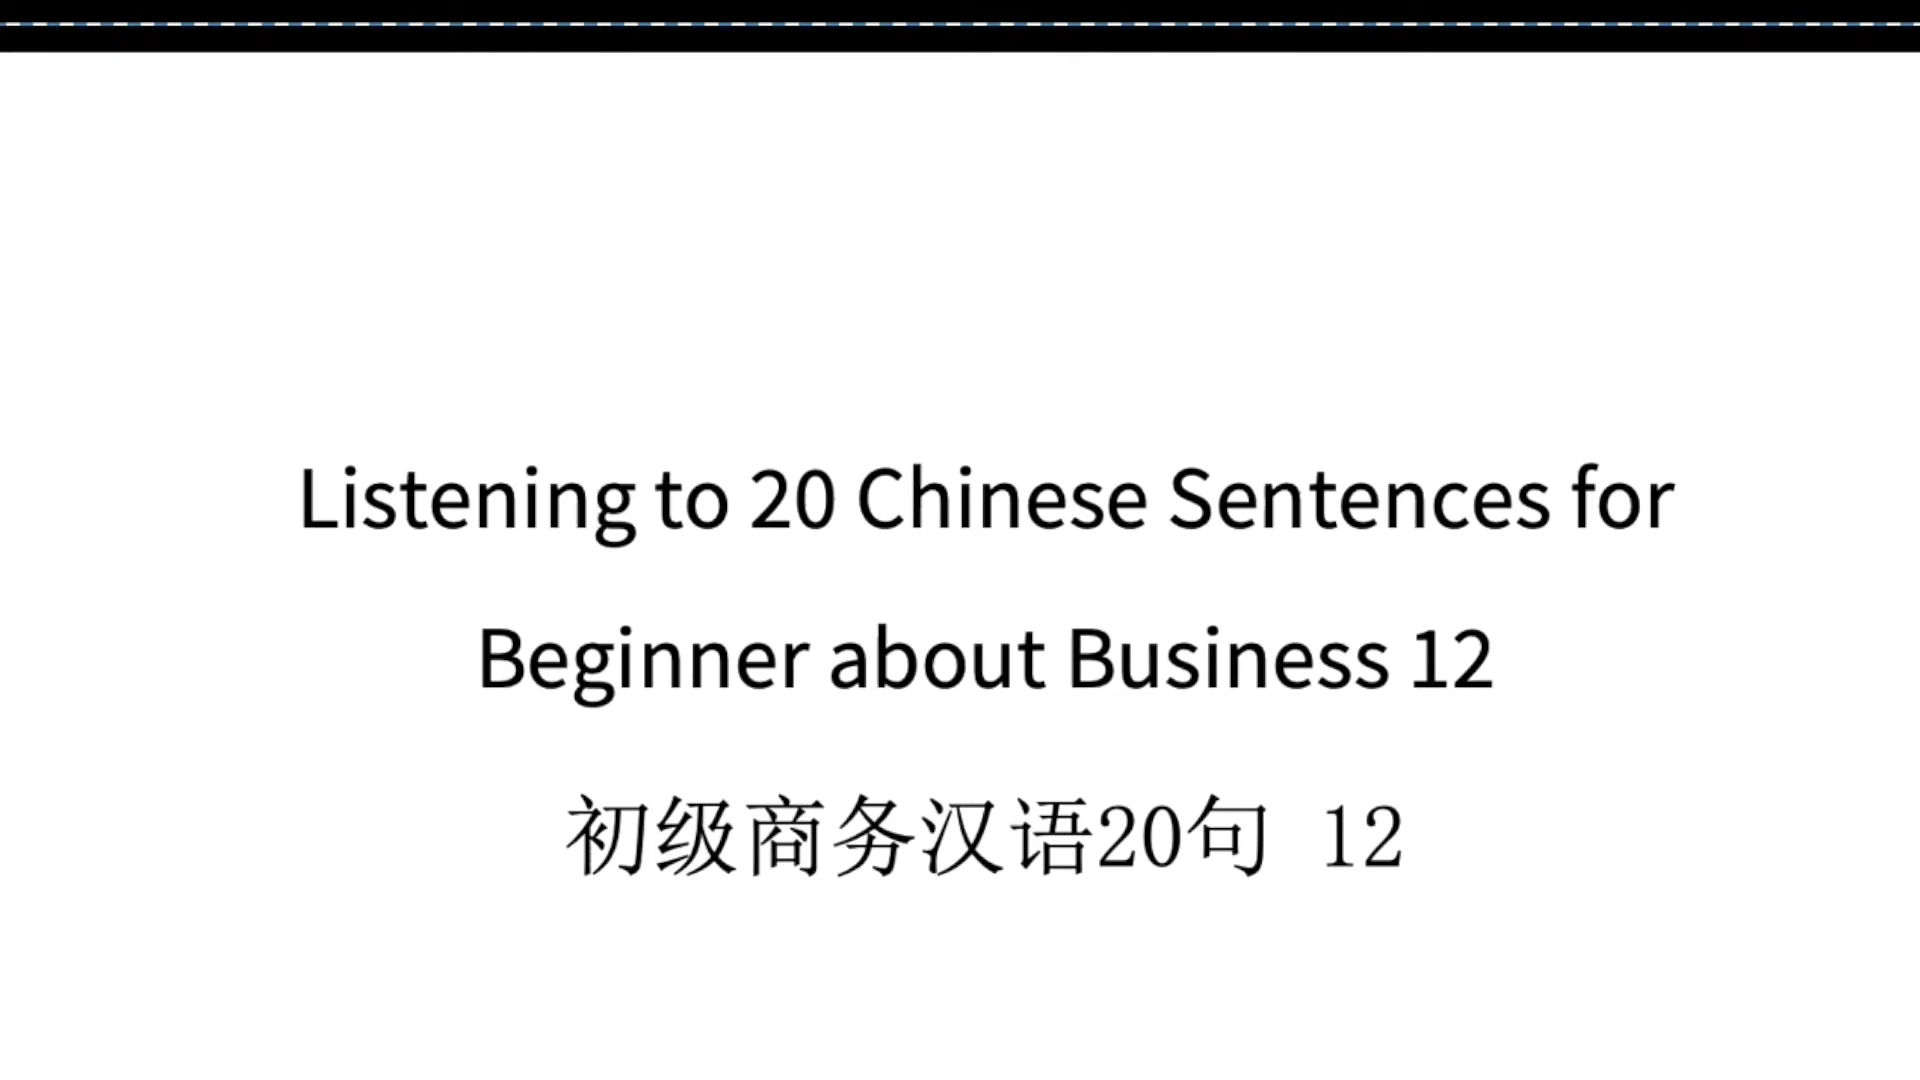 Listening to 20 Chinese Sentences for
Beginner about Business 12
初级商务汉语20句 12